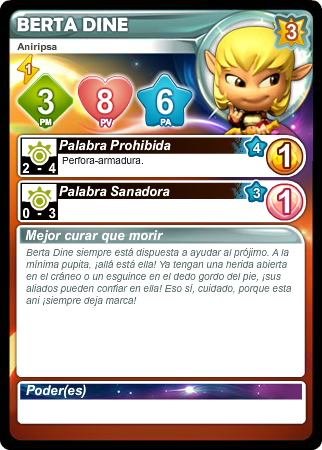 BERTA DINE
3
Aniripsa
1
3
PM
8
PV
6
PA
Palabra Prohibida
4
1
Perfora-armadura.
2 - 4
Palabra Sanadora
3
1
0 - 3
Mejor curar que morir
Berta Dine siempre está dispuesta a ayudar al prójimo. A la
mínima pupita, ¡allá está ella! Ya tengan una herida abierta
en el cráneo o un esguince en el dedo gordo del pie, ¡sus
aliados pueden confiar en ella! Eso sí, cuidado, porque esta
ani ¡siempre deja marca!
Poder(es)